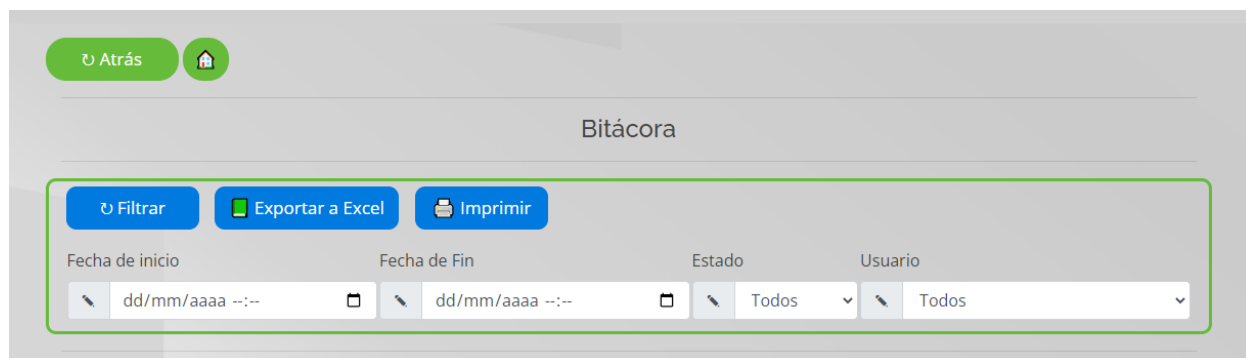 ↻ Atrás
Bitácora
↻ Filtrar Exportar a Excel Imprimir
Fecha de inicio Fecha de Fin Estado Usuario
dd/mm/aaaa --:-- dd/mm/aaaa --:-- Todos Todos